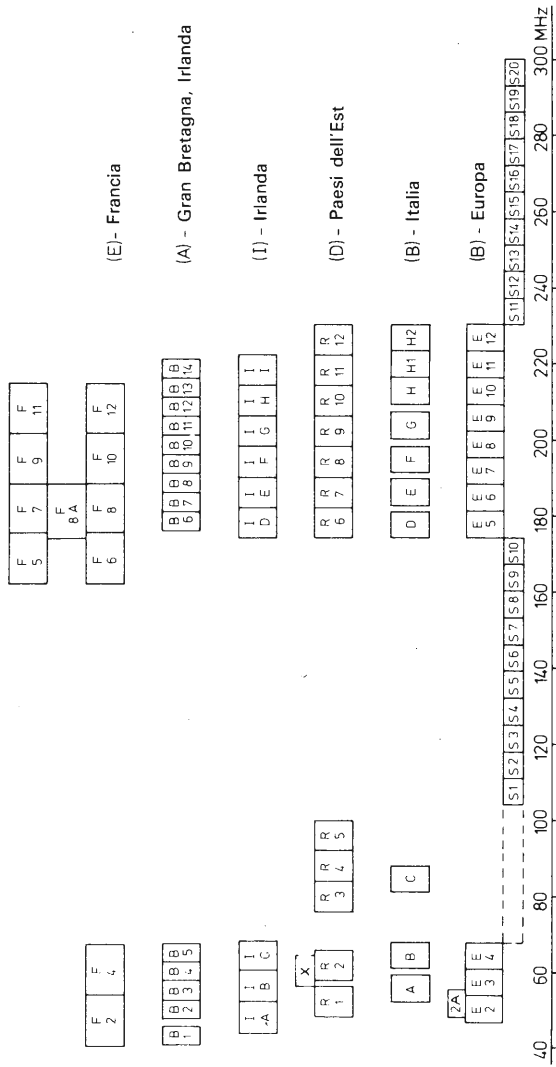 F 5 F 7 F 9 F 11
F 8A
F 2 F 4 F 6 F 8 F 10 F 12 (E)- Francia
B 1 B 2 B 3 B 4 B 5 B 6 B 7 B 8 B 9 B 10 B 11 B 12 B 13 B 14 (A) - Gran Bretagna, Irlanda
I A I B I C I D I E I F I G I H I I (I) - Irlanda
X
R 1 R 2 R 3 R 4 R 5 R 6 R 7 R 8 R 9 R 10 R 11 R 12 (D) - Paesi dell'Est
A B C D E F G H H1 H2 (B) - Italia
2A
E 2 E 3 E 4 E 5 E 6 E 7 E 8 E 9 E 10 E 11 E 12 (B) - Europa
S1 S2 S3 S4 S5 S6 S7 S8 S9 S10 S11 S12 S13 S14 S15 S16 S17 S18 S19 S20
40 60 80 100 120 140 160 180 200 220 240 260 280 300 MHz